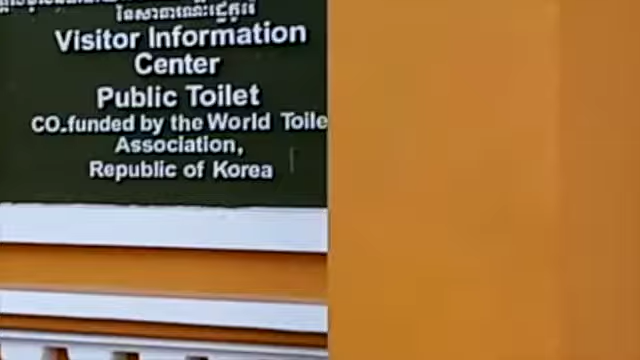 Visitor Information
Center
Public Toilet
CO.funded by the World Toile
Association,
Republic of Korea